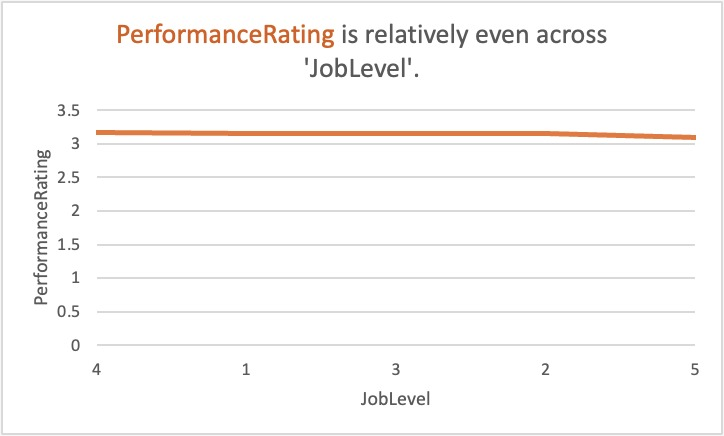 PerformanceRating is relatively even across
'JobLevel'.
3.5
3
2.5
2
1.5
1
0.5
0
PerformanceRating
4 1 3 2 5
JobLevel